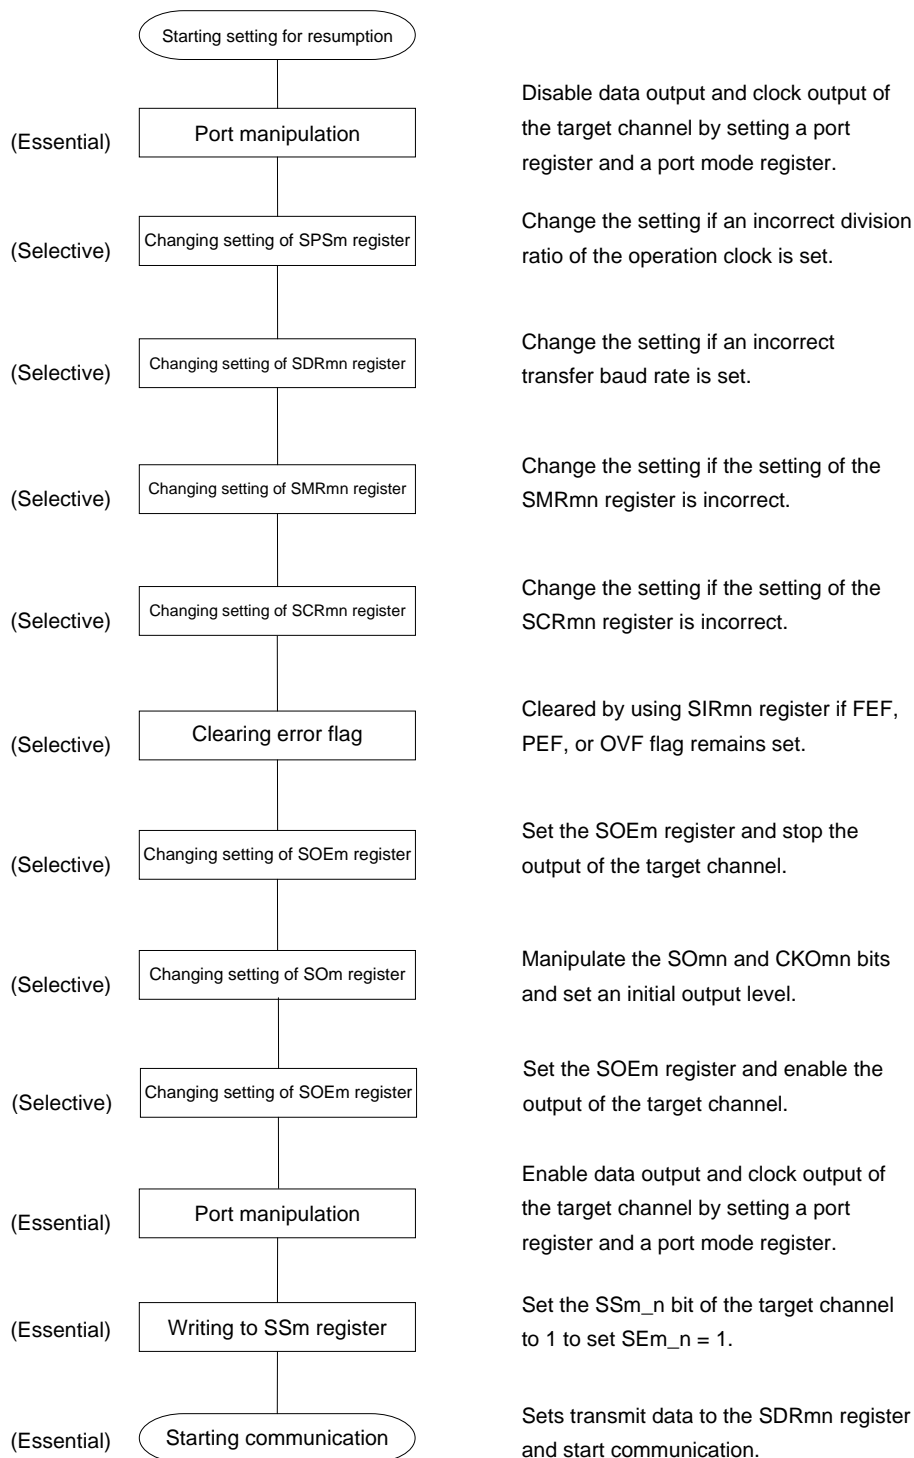 Starting setting for resumption
(Essential)
Port manipulation
Disable data output and clock output of
the target channel by setting a port
register and a port mode register.
(Selective)
Changing setting of SPSm register
Change the setting if an incorrect division
ratio of the operation clock is set.
(Selective)
Changing setting of SDRmn register
Change the setting if an incorrect
transfer baud rate is set.
(Selective)
Changing setting of SMRmn register
Change the setting if the setting of the
SMRmn register is incorrect.
(Selective)
Changing setting of SCRmn register
Change the setting if the setting of the
SCRmn register is incorrect.
(Selective)
Clearing error flag
Cleared by using SIRmn register if FEF,
PEF, or OVF flag remains set.
(Selective)
Changing setting of SOEm register
Set the SOEm register and stop the
output of the target channel.
(Selective)
Changing setting of SOm register
Manipulate the SOmn and CKOmn bits
and set an initial output level.
(Selective)
Changing setting of SOEm register
Set the SOEm register and enable the
output of the target channel.
(Essential)
Port manipulation
Enable data output and clock output of
the target channel by setting a port
register and a port mode register.
(Essential)
Writing to SSm register
Set the SSm_n bit of the target channel
to 1 to set SEm_n = 1.
(Essential)
Starting communication
Sets transmit data to the SDRmn register
and start communication.